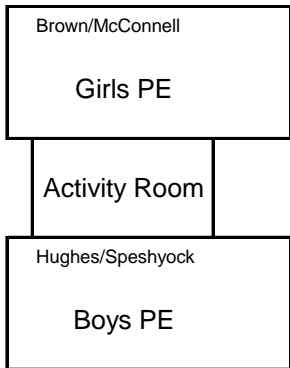 Brown/McConnell
Girls PE
Activity Room
Hughes/Speshyock
Boys PE